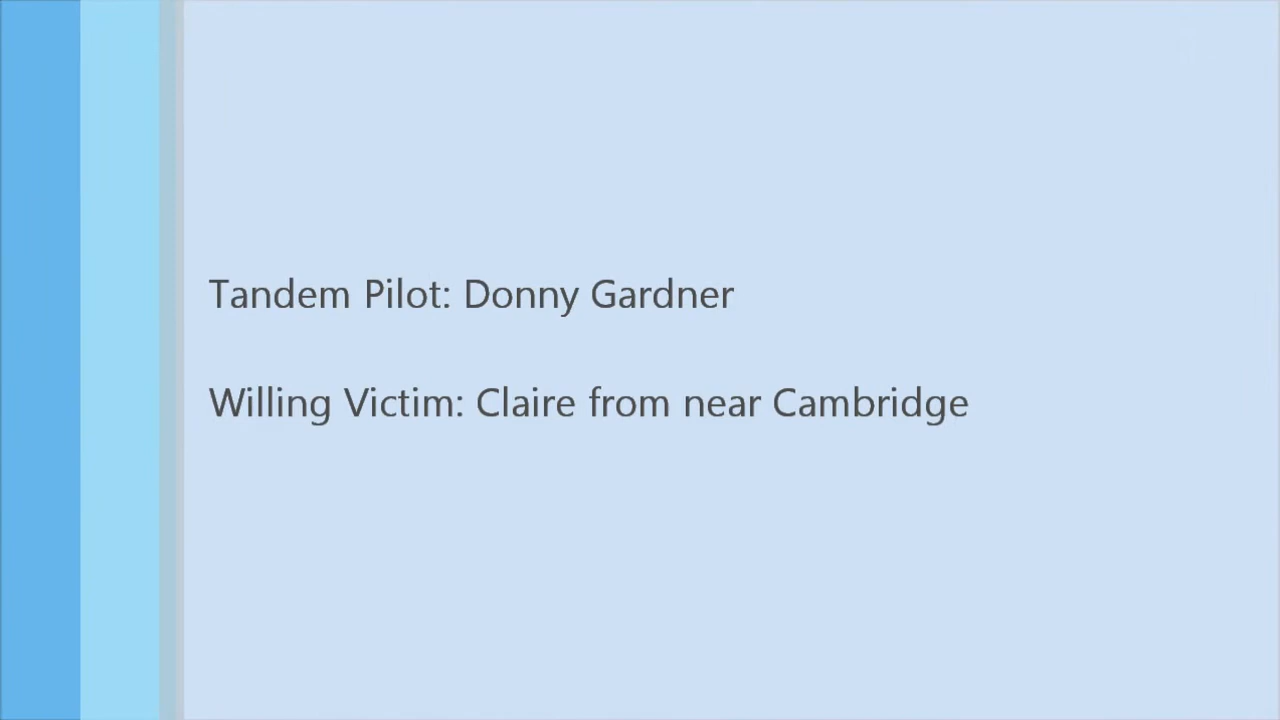 Tandem Pilot: Donny Gardner
Willing Victim: Claire from near Cambridge